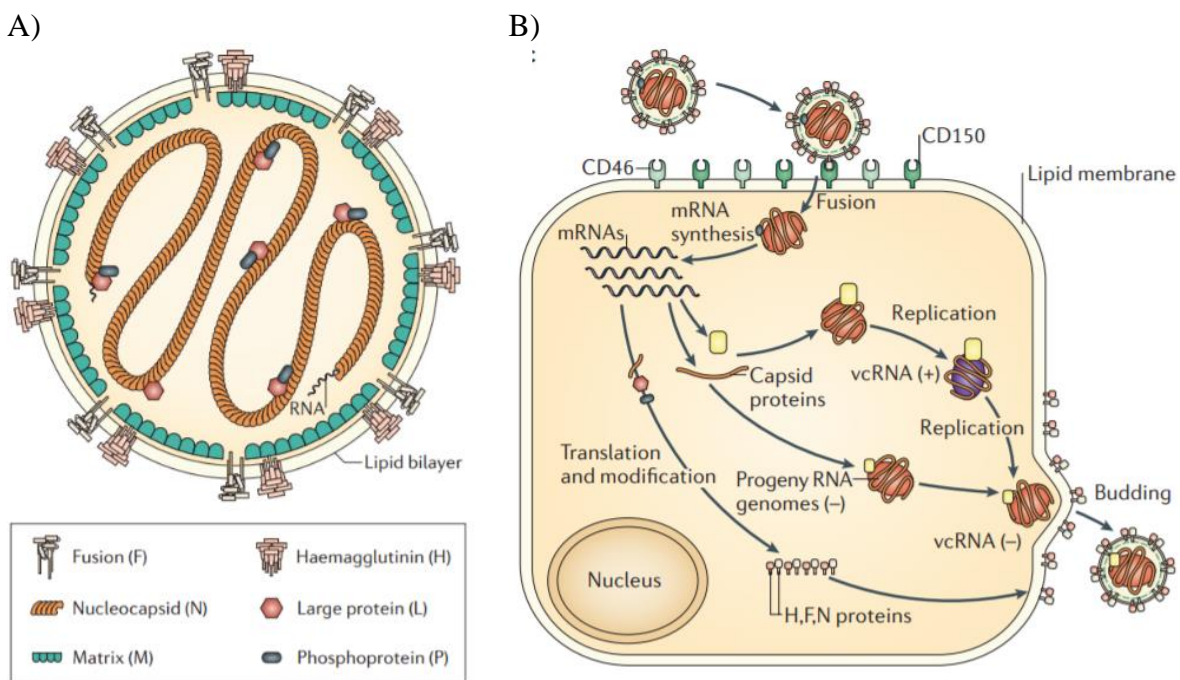 A)
B)
:
RNA
Lipid bilayer
Fusion (F)
Haemagglutinin (H)
Nucleocapsid (N)
Large protein (L)
Matrix (M)
Phosphoprotein (P)
CD150
CD46
Lipid membrane
Fusion
mRNA
synthesis
mRNAs
Replication
vcRNA (+)
Capsid
proteins
Replication
Translation
and modification
Progeny RNA
genomes (–)
Budding
vcRNA (–)
Nucleus
H,F,N proteins